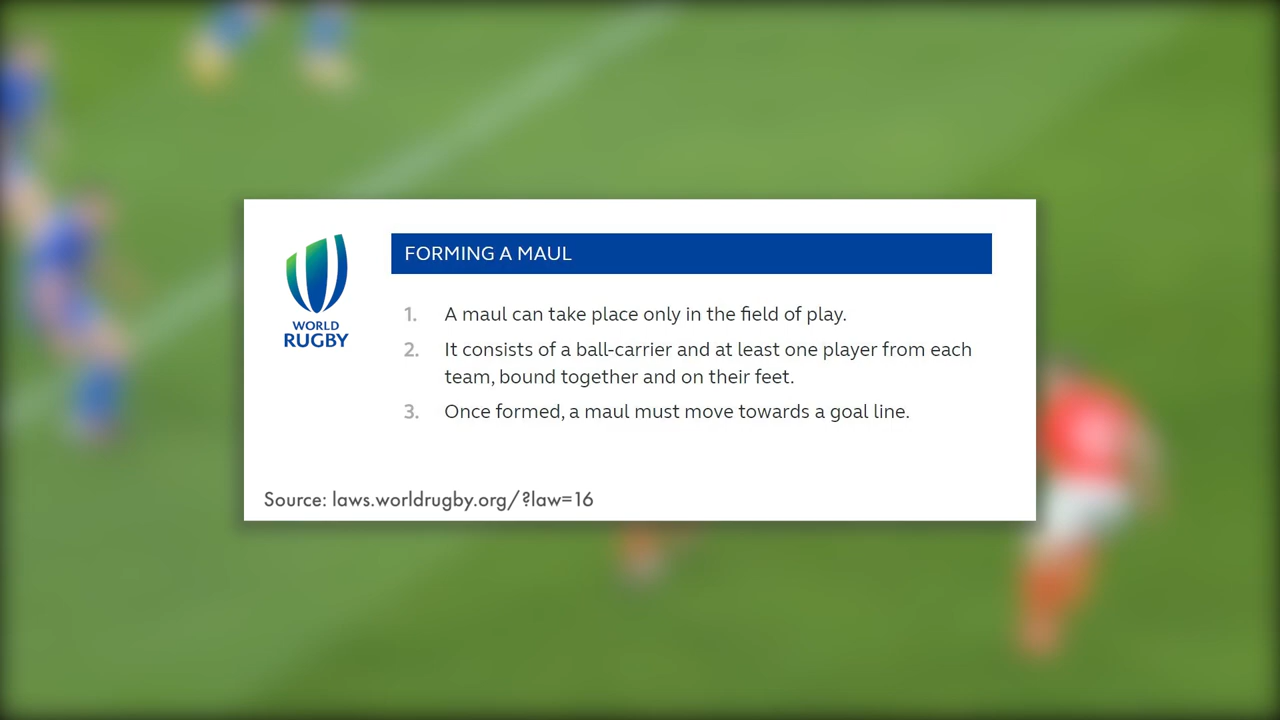 FORMING A MAUL
WORLD
RUGBY
1. A maul can take place only in the field of play.
2. It consists of a ball-carrier and at least one player from each
team, bound together and on their feet.
3. Once formed, a maul must move towards a goal line.
Source: laws.worldrugby.org/?law=16